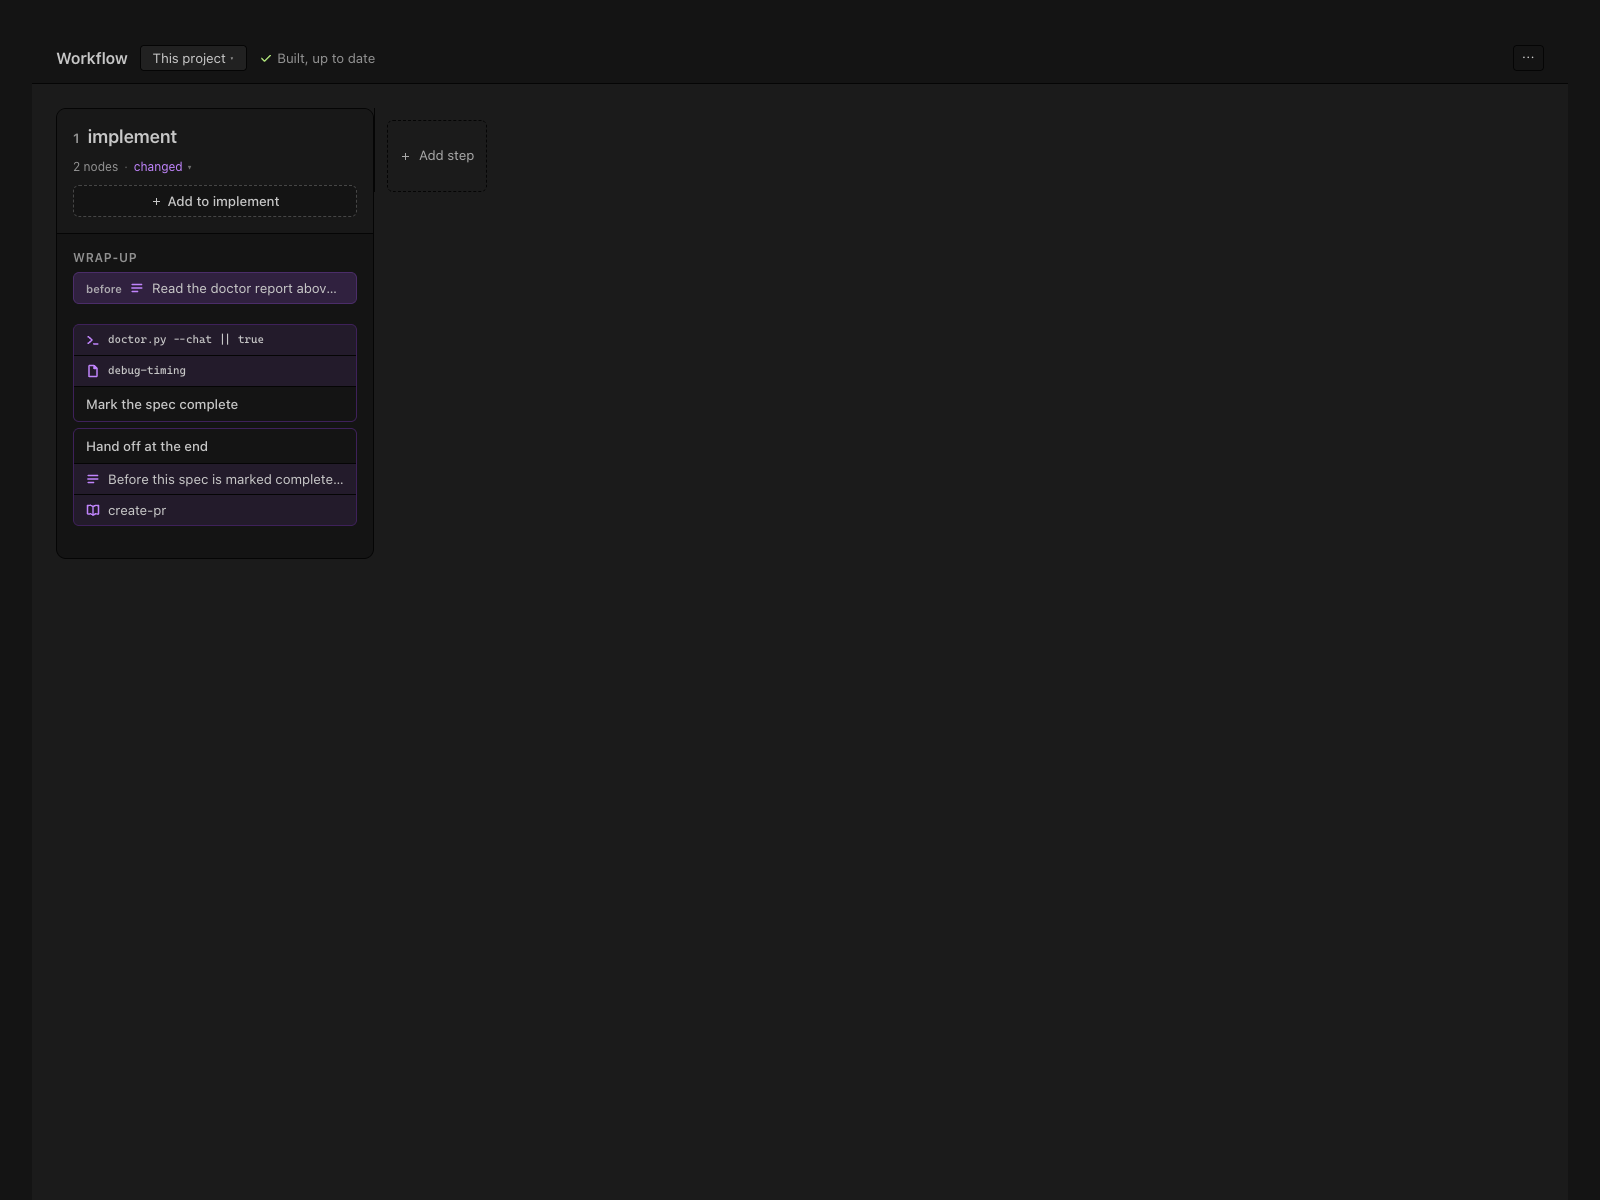 Workflow This project Built, up to date ...
1 implement
2 nodes · changed
+ Add to implement
+ Add step
WRAP-UP
before Read the doctor report abov...
doctor.py --chat || true
debug-timing
Mark the spec complete
Hand off at the end
Before this spec is marked complete...
create-pr